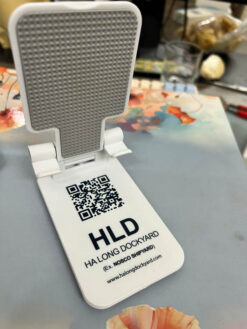 HLD
HA LONG DOCKYARD
(Ex. NOSCO SHIPYARD)
www.halongdockyard.com